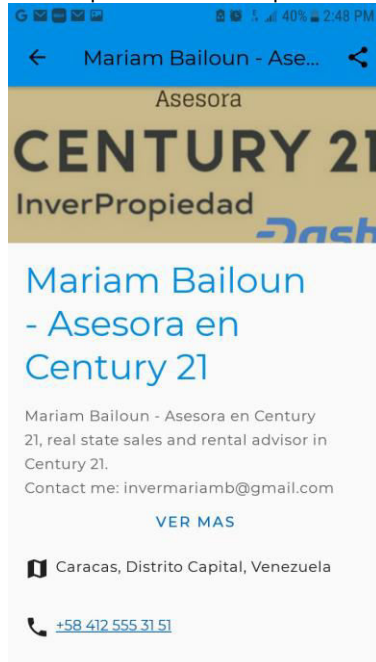 40% 2:48 PM
Mariam Bailoun - Ase...
Asesora
CENTURY 21
InverPropiedad
Dash
Mariam Bailoun
- Asesora en
Century 21
Mariam Bailoun - Asesora en Century
21, real state sales and rental advisor in
Century 21.
Contact me: invermariamb@gmail.com
VER MAS
Caracas, Distrito Capital, Venezuela
+58 412 555 31 51